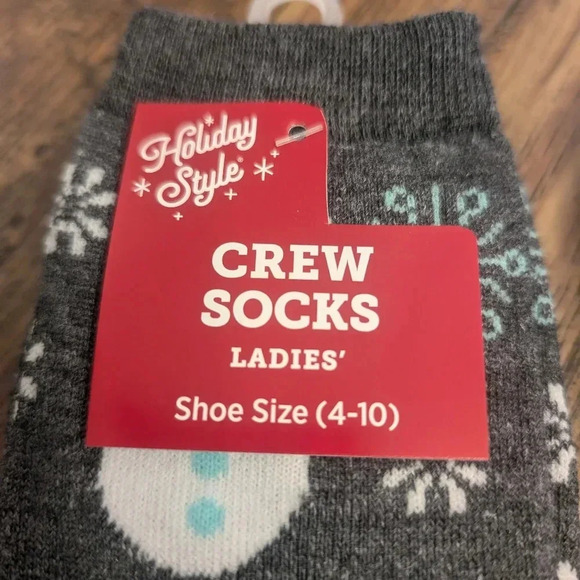 Holiday
Style
CREW
SOCKS
LADIES'
Shoe Size (4-10)